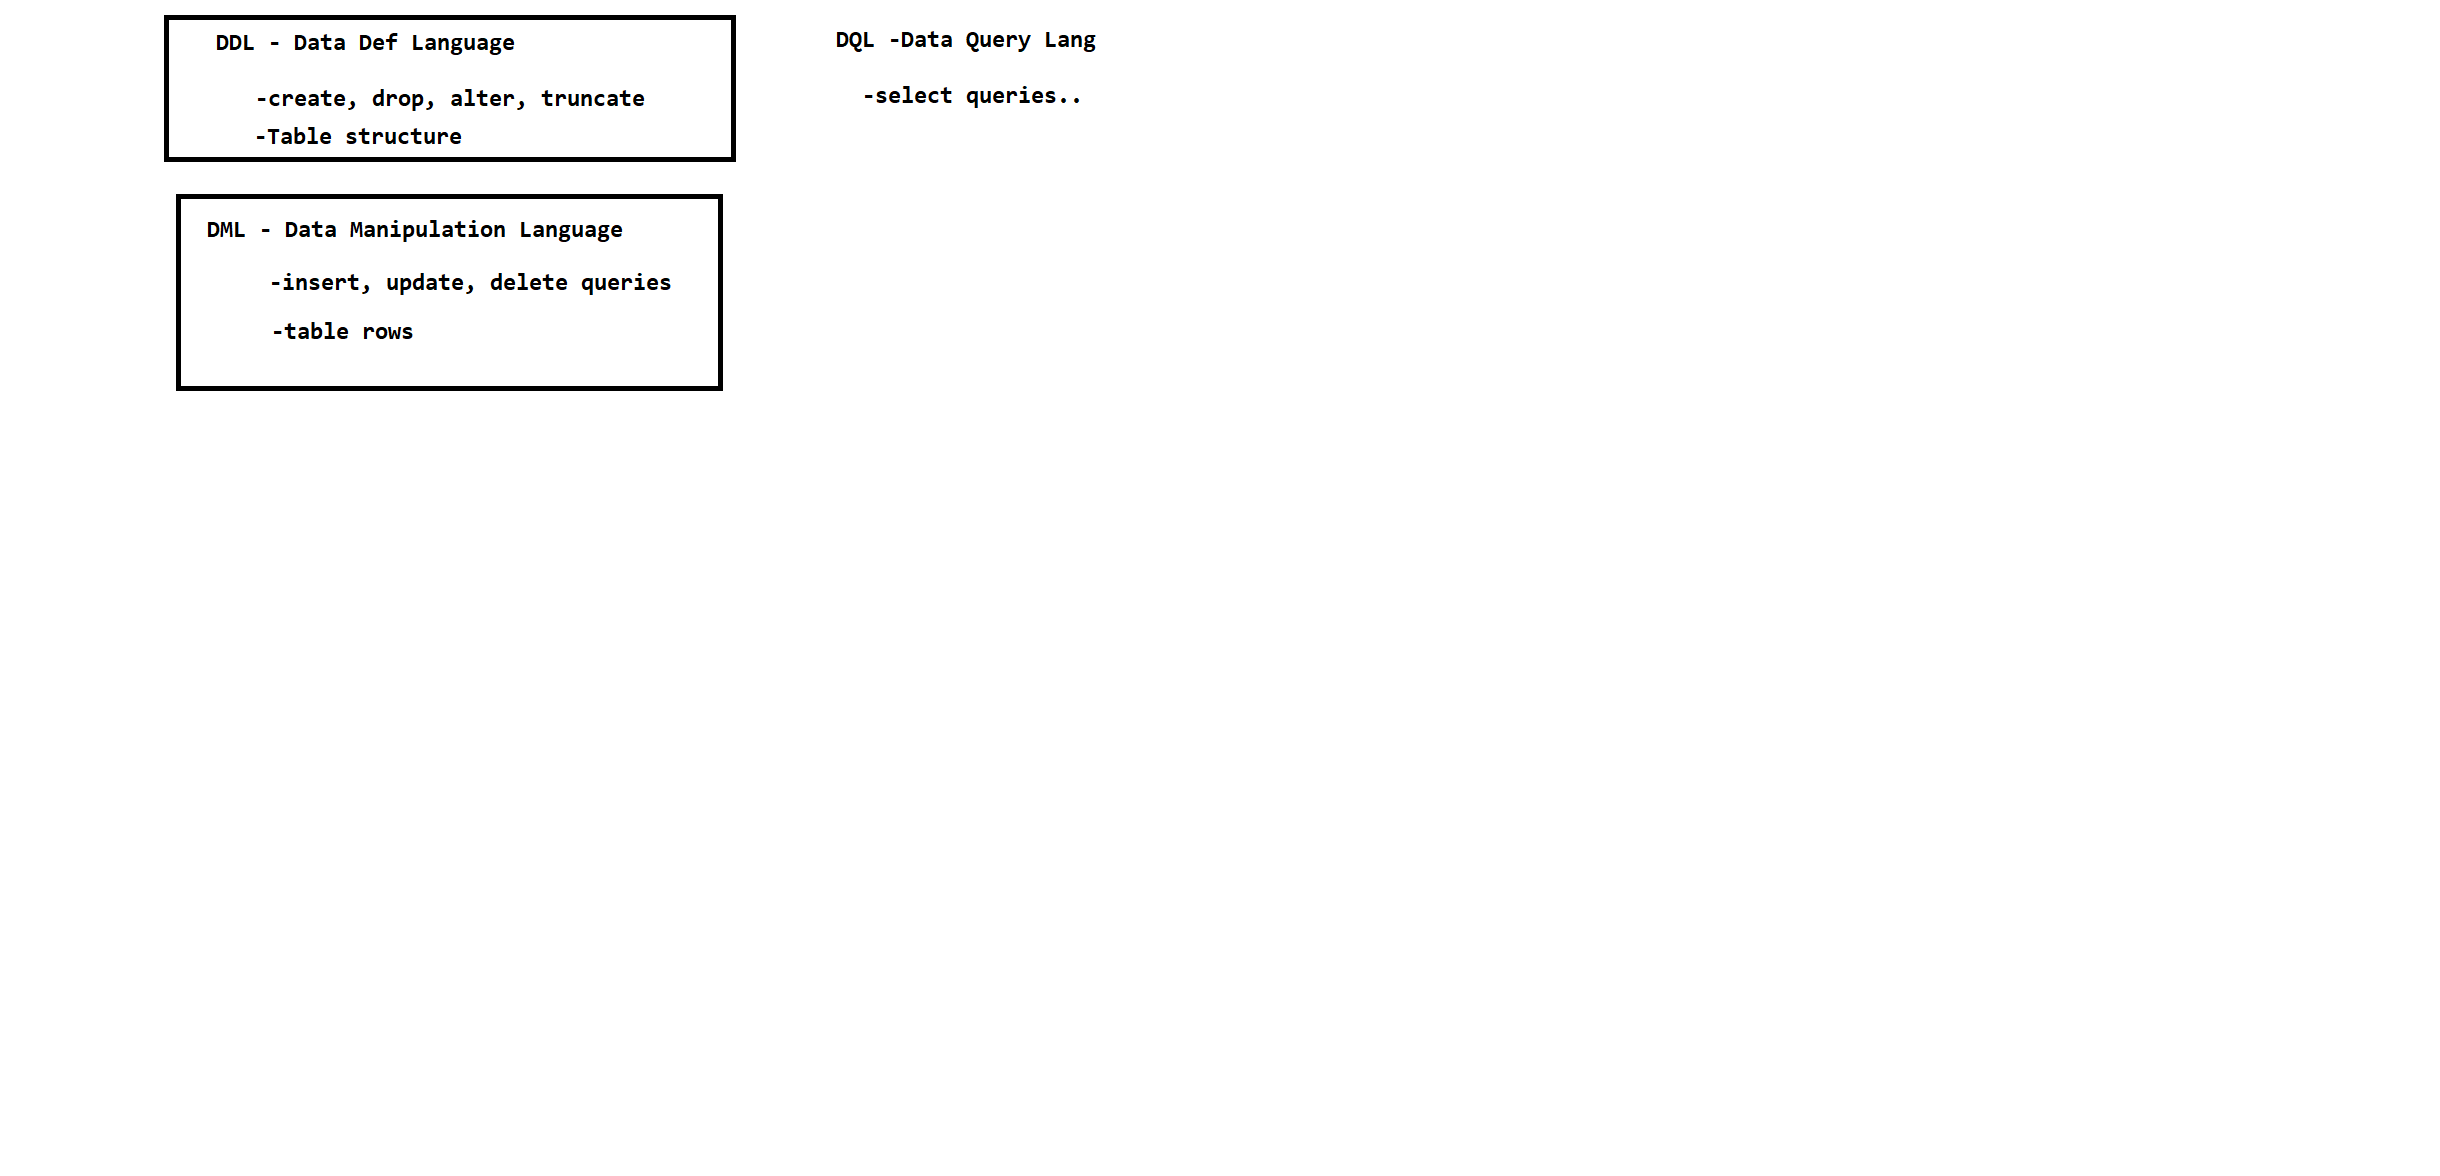 DDL - Data Def Language
-create, drop, alter, truncate
-Table structure
DQL -Data Query Lang
-select queries..
DML - Data Manipulation Language
-insert, update, delete queries
-table rows